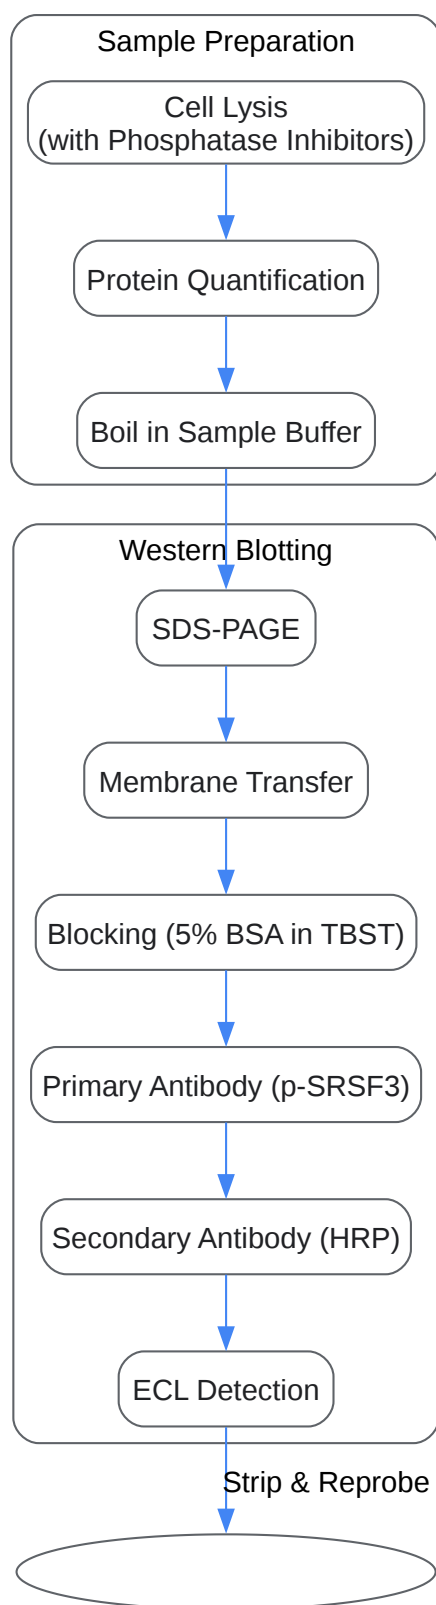 Sample Preparation
Cell Lysis
(with Phosphatase Inhibitors)
Protein Quantification
Boil in Sample Buffer
Western Blotting
SDS-PAGE
Membrane Transfer
Blocking (5% BSA in TBST)
Primary Antibody (p-SRSF3)
Secondary Antibody (HRP)
ECL Detection
Strip & Reprobe